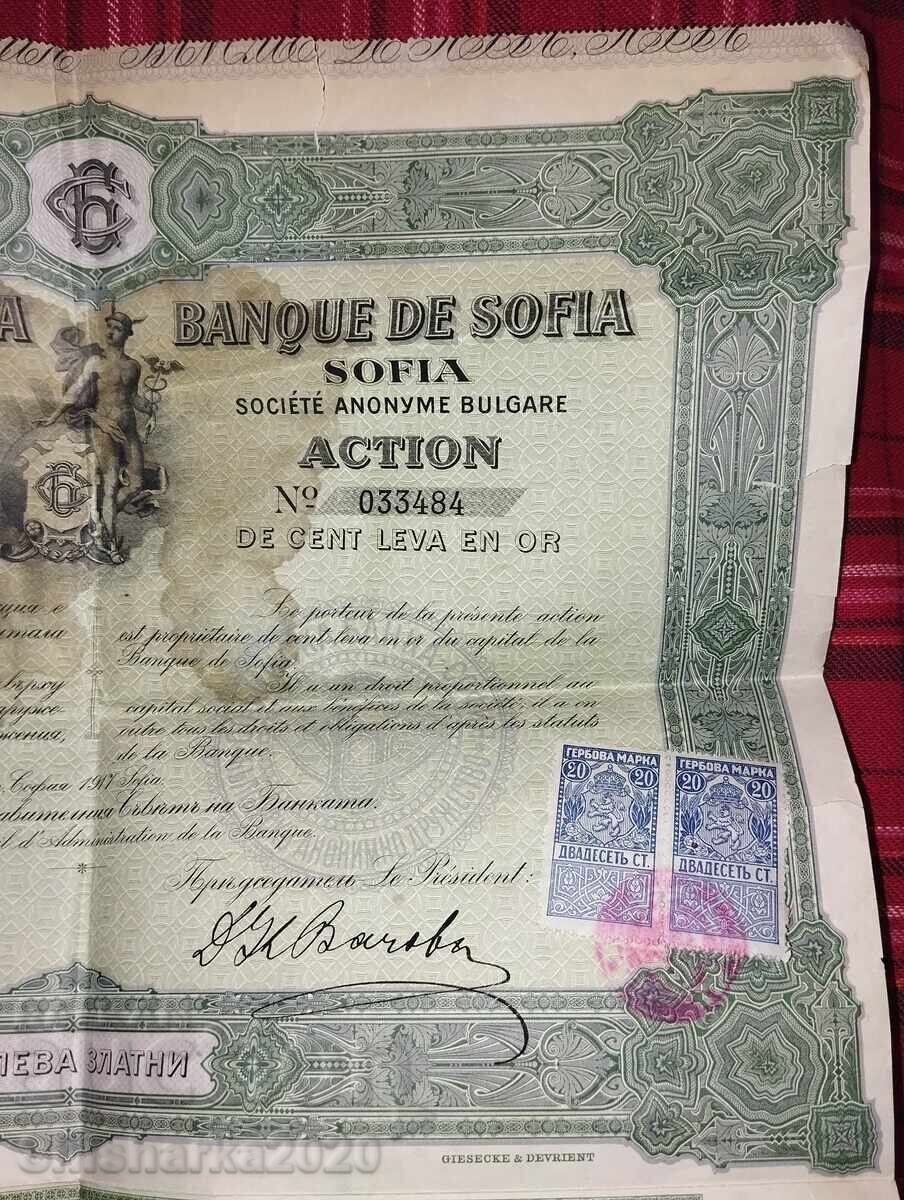 BANQUE DE SOFIA
SOFIA
SOCIÉTÉ ANONYME BULGARE
ACTION
No 033484
DE CENT LEVA EN OR
Le porteur de la présente action
est propriétaire de cent leva en or du capital de la
Banque de Sofia.
Il a un droit proportionnel au
capital social et aux bénéfices de la société; il a en
outre tous les droits et obligations d'après les statuts
de la Banque.
София 1917 Sofia.
Съвѣтъ на Банката.
d'Administration de la Banque.
Прѣдседатель, Le Président:
ГЕРБОВА МАРКА
20 20
ДВАДЕСЕТЬ СТ.
ГЕРБОВА МАРКА
20 20
ДВАДЕСЕТЬ СТ.
ЛЕВА ЗЛАТНИ
GIESECKE & DEVRIENT
smsharka2020